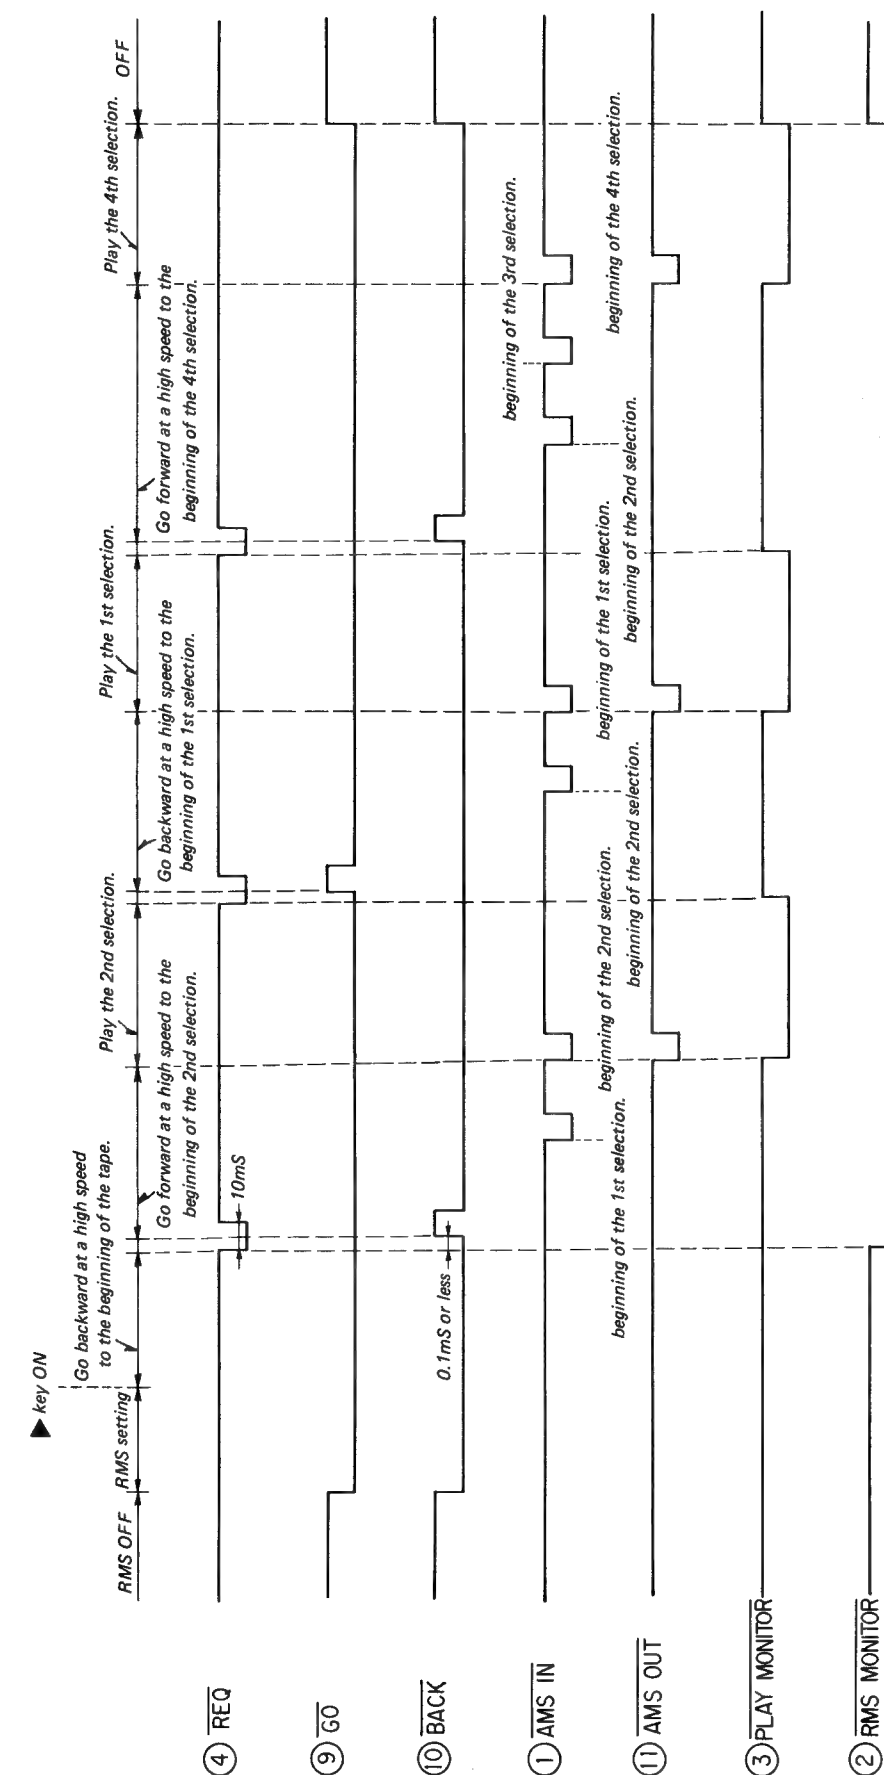 ▶ key ON
RMS OFF
RMS setting
Go backward at a high speed
to the beginning of the tape.
Go forward at a high speed to the
beginning of the 2nd selection.
Play the 2nd selection.
Go backward at a high speed to the
beginning of the 1st selection.
Play the 1st selection.
Go forward at a high speed to the
beginning of the 4th selection.
Play the 4th selection.
OFF
④ REQ
10mS
⑨ GO
⑩ BACK
0.1mS or less
① AMS IN
beginning of the 1st selection.
beginning of the 2nd selection.
beginning of the 2nd selection.
beginning of the 1st selection.
beginning of the 2nd selection.
beginning of the 3rd selection.
beginning of the 4th selection.
⑪ AMS OUT
③ PLAY MONITOR
② RMS MONITOR